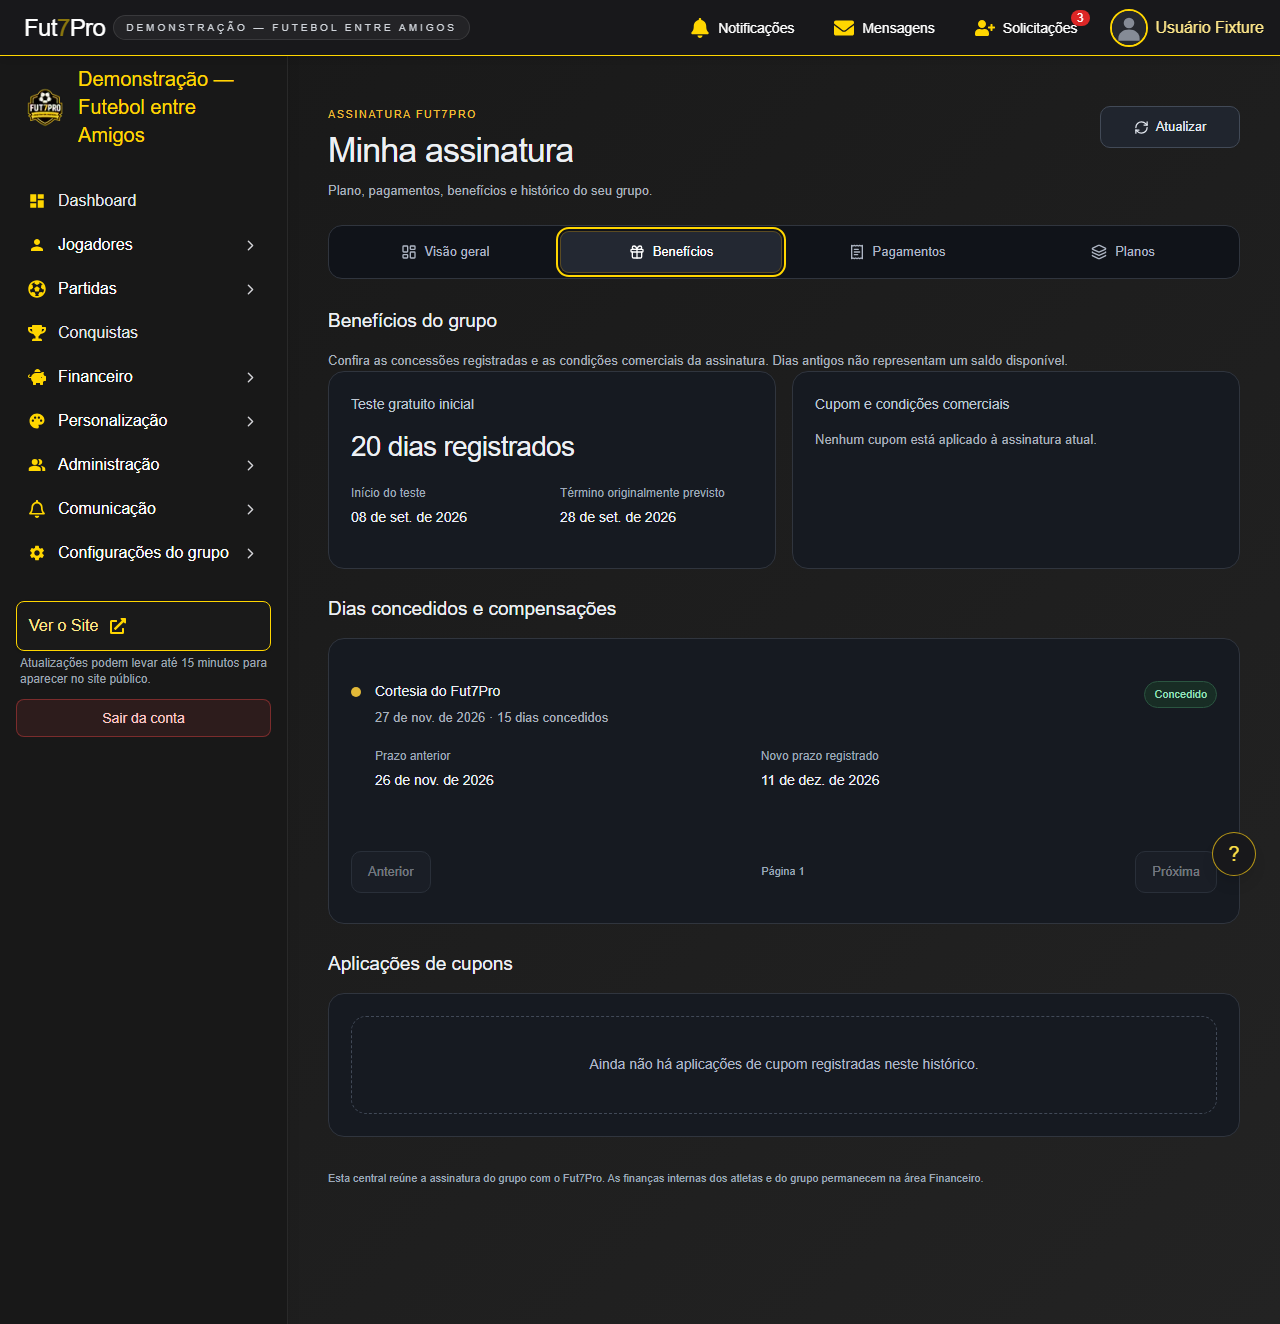 Fut7Pro
DEMONSTRAÇÃO — FUTEBOL ENTRE AMIGOS
Notificações
Mensagens
Solicitações
3
Usuário Fixture
FUT7PRO
Demonstração —
Futebol entre
Amigos
Dashboard
Jogadores
Partidas
Conquistas
Financeiro
Personalização
Administração
Comunicação
Configurações do grupo
Ver o Site
Atualizações podem levar até 15 minutos para
aparecer no site público.
Sair da conta
ASSINATURA FUT7PRO
Minha assinatura
Plano, pagamentos, benefícios e histórico do seu grupo.
Atualizar
Visão geral
Benefícios
Pagamentos
Planos
Benefícios do grupo
Confira as concessões registradas e as condições comerciais da assinatura. Dias antigos não representam um saldo disponível.
Teste gratuito inicial
20 dias registrados
Início do teste
08 de set. de 2026
Término originalmente previsto
28 de set. de 2026
Cupom e condições comerciais
Nenhum cupom está aplicado à assinatura atual.
Dias concedidos e compensações
Cortesia do Fut7Pro
Concedido
27 de nov. de 2026 · 15 dias concedidos
Prazo anterior
26 de nov. de 2026
Novo prazo registrado
11 de dez. de 2026
Anterior
Página 1
Próxima
?
Aplicações de cupons
Ainda não há aplicações de cupom registradas neste histórico.
Esta central reúne a assinatura do grupo com o Fut7Pro. As finanças internas dos atletas e do grupo permanecem na área Financeiro.